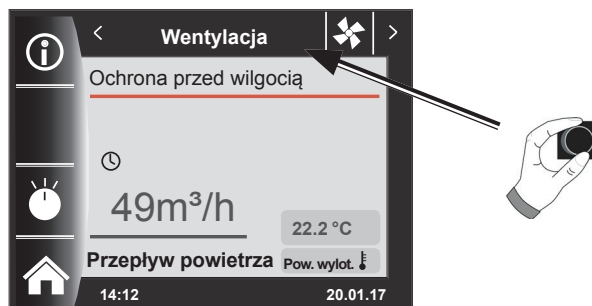 < Wentylacja >
Ochrona przed wilgocią
49m³/h
22.2 °C
Przepływ powietrza Pow. wylot.
14:12 20.01.17